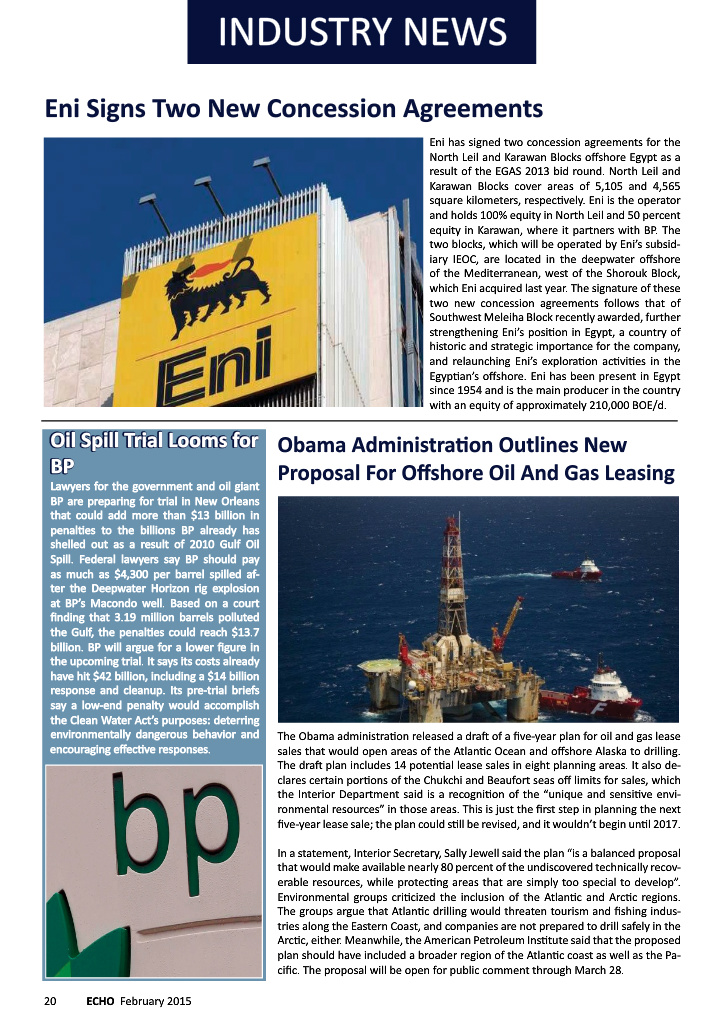 INDUSTRY NEWS
Eni Signs Two New Concession Agreements
Eni
Eni has signed two concession agreements for the
North Leil and Karawan Blocks offshore Egypt as a
result of the EGAS 2013 bid round. North Leil and
Karawan Blocks cover areas of 5,105 and 4,565
square kilometers, respectively. Eni is the operator
and holds 100% equity in North Leil and 50 percent
equity in Karawan, where it partners with BP. The
two blocks, which will be operated by Eni's subsid-
iary IEOC, are located in the deepwater offshore
of the Mediterranean, west of the Shorouk Block,
which Eni acquired last year. The signature of these
two new concession agreements follows that of
Southwest Meleiha Block recently awarded, further
strengthening Eni's position in Egypt, a country of
historic and strategic importance for the company,
and relaunching Eni's exploration activities in the
Egyptian's offshore. Eni has been present in Egypt
since 1954 and is the main producer in the country
with an equity of approximately 210,000 BOE/d.
Oil Spill Trial Looms for
BP
Lawyers for the government and oil giant
BP are preparing for trial in New Orleans
that could add more than $13 billion in
penalties to the billions BP already has
shelled out as a result of 2010 Gulf Oil
Spill. Federal lawyers say BP should pay
as much as $4,300 per barrel spilled af-
ter the Deepwater Horizon rig explosion
at BP's Macondo well. Based on a court
finding that 3.19 million barrels polluted
the Gulf, the penalties could reach $13.7
billion. BP will argue for a lower figure in
the upcoming trial. It says its costs already
have hit $42 billion, including a $14 billion
response and cleanup. Its pre-trial briefs
say a low-end penalty would accomplish
the Clean Water Act's purposes: deterring
environmentally dangerous behavior and
encouraging effective responses.
bp
Obama Administration Outlines New
Proposal For Offshore Oil And Gas Leasing
The Obama administration released a draft of a five-year plan for oil and gas lease
sales that would open areas of the Atlantic Ocean and offshore Alaska to drilling.
The draft plan includes 14 potential lease sales in eight planning areas. It also de-
clares certain portions of the Chukchi and Beaufort seas off limits for sales, which
the Interior Department said is a recognition of the "unique and sensitive envi-
ronmental resources" in those areas. This is just the first step in planning the next
five-year lease sale; the plan could still be revised, and it wouldn't begin until 2017.
In a statement, Interior Secretary, Sally Jewell said the plan "is a balanced proposal
that would make available nearly 80 percent of the undiscovered technically recov-
erable resources, while protecting areas that are simply too special to develop".
Environmental groups criticized the inclusion of the Atlantic and Arctic regions.
The groups argue that Atlantic drilling would threaten tourism and fishing indus-
tries along the Eastern Coast, and companies are not prepared to drill safely in the
Arctic, either. Meanwhile, the American Petroleum Institute said that the proposed
plan should have included a broader region of the Atlantic coast as well as the Pa-
cific. The proposal will be open for public comment through March 28.
20 ECHO February 2015